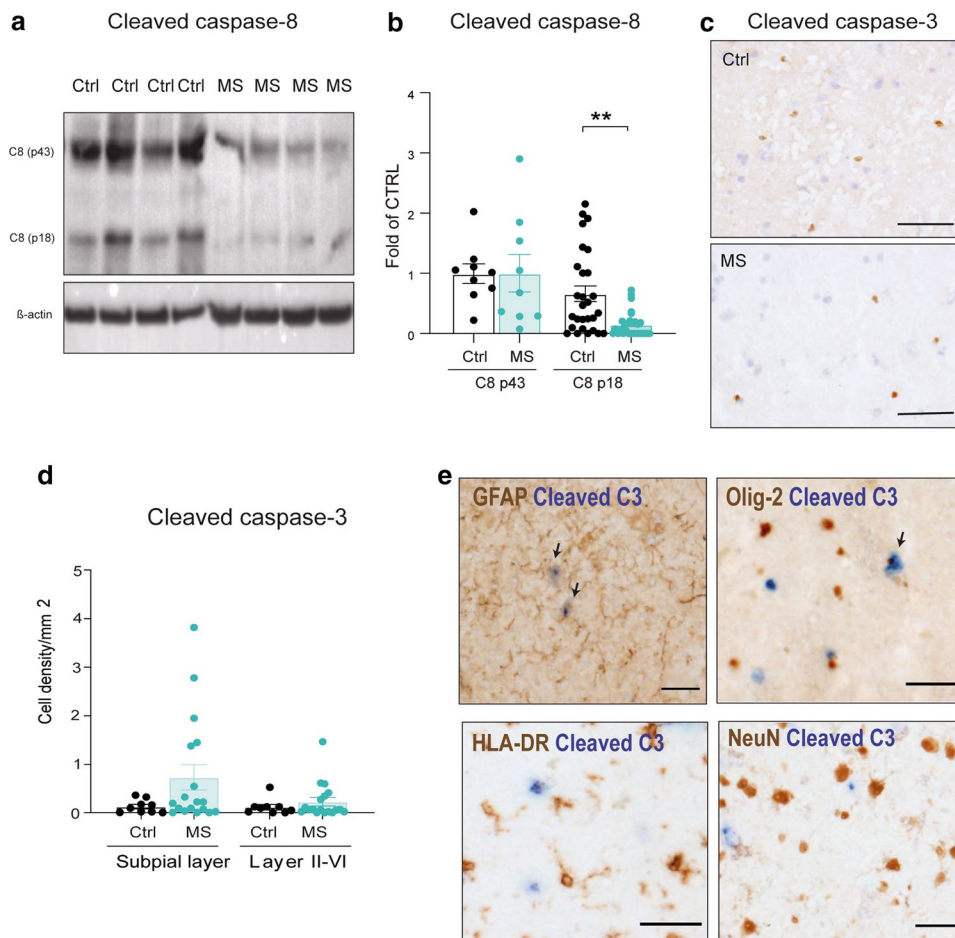 a
Cleaved caspase-8
Ctrl Ctrl Ctrl Ctrl MS MS MS MS
C8 (p43)
C8 (p18)
ß-actin
b
Cleaved caspase-8
Fold of CTRL
4
3
2
1
0
**
Ctrl MS Ctrl MS
C8 p43 C8 p18
c
Cleaved caspase-3
Ctrl
MS
d
Cleaved caspase-3
Cell density/mm 2
5
4
3
2
1
0
Ctrl MS Ctrl MS
Subpial layer Layer II-VI
e
GFAP Cleaved C3
Olig-2 Cleaved C3
HLA-DR Cleaved C3
NeuN Cleaved C3